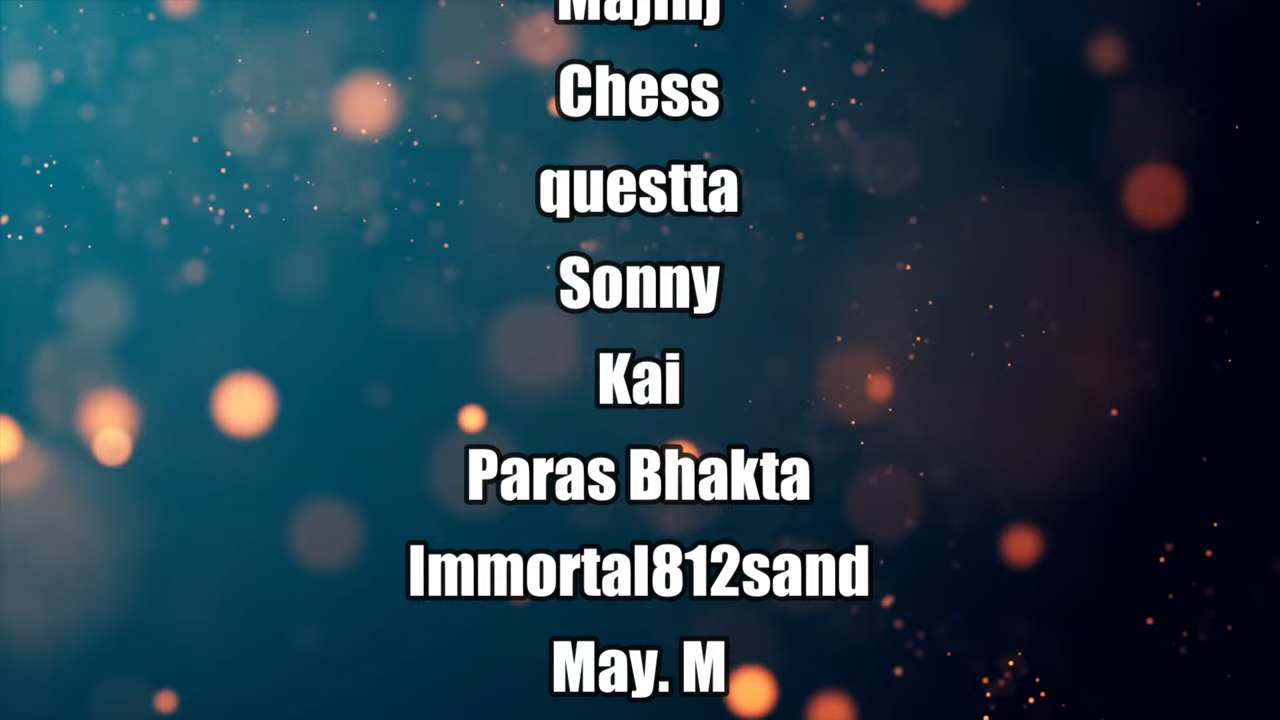 Chess
questta
Sonny
Kai
Paras Bhakta
Immortal812sand
May. M